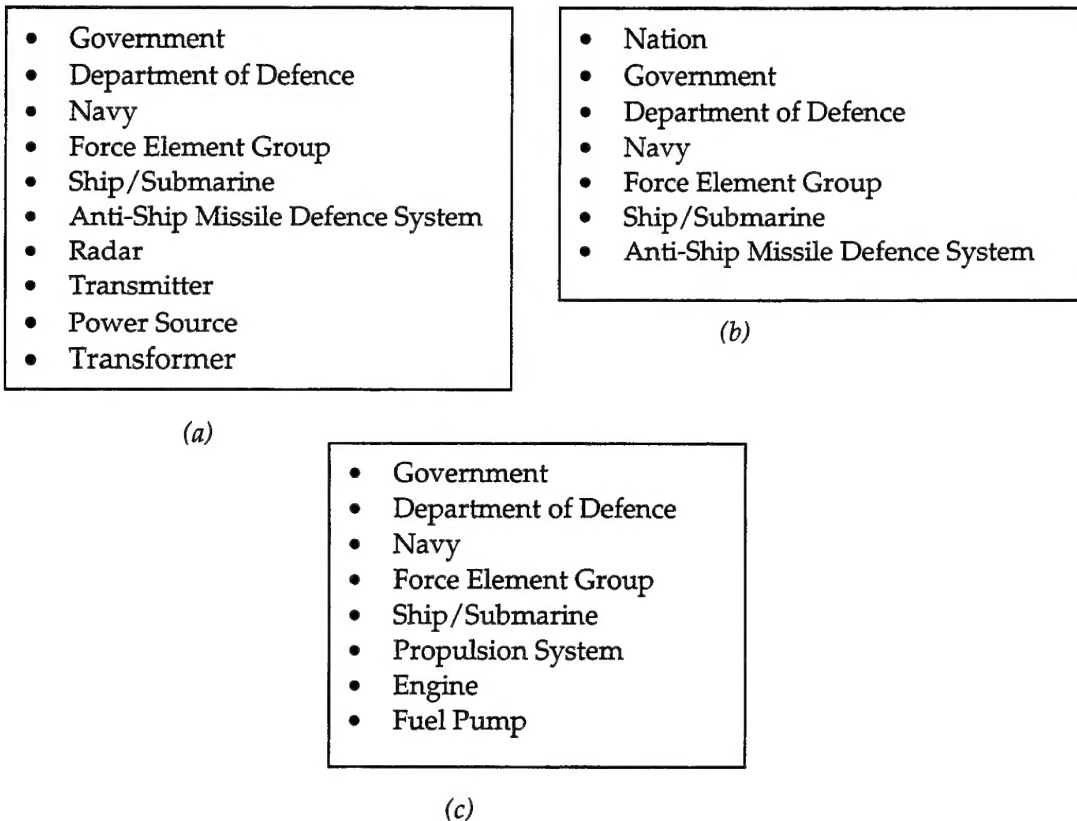 • Government
• Department of Defence
• Navy
• Force Element Group
• Ship/Submarine
• Anti-Ship Missile Defence System
• Radar
• Transmitter
• Power Source
• Transformer
(a)
• Nation
• Government
• Department of Defence
• Navy
• Force Element Group
• Ship/Submarine
• Anti-Ship Missile Defence System
(b)
• Government
• Department of Defence
• Navy
• Force Element Group
• Ship/Submarine
• Propulsion System
• Engine
• Fuel Pump
(c)